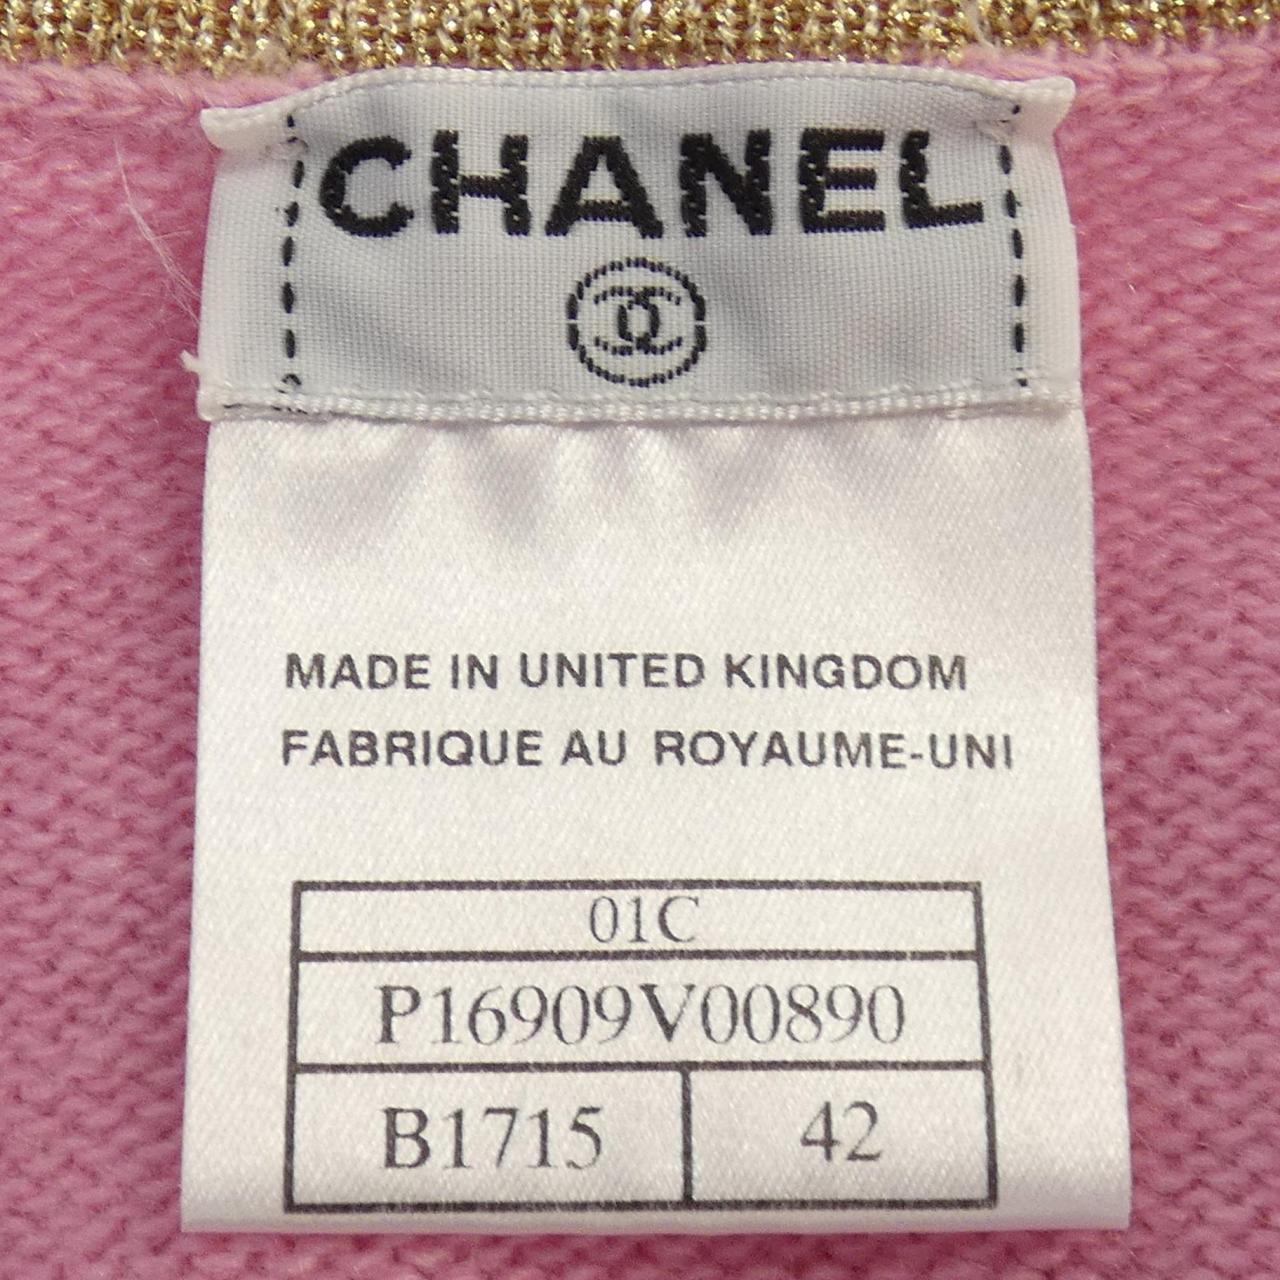 CHANEL
MADE IN UNITED KINGDOM
FABRIQUE AU ROYAUME-UNI
01C
P16909V00890
B1715 42